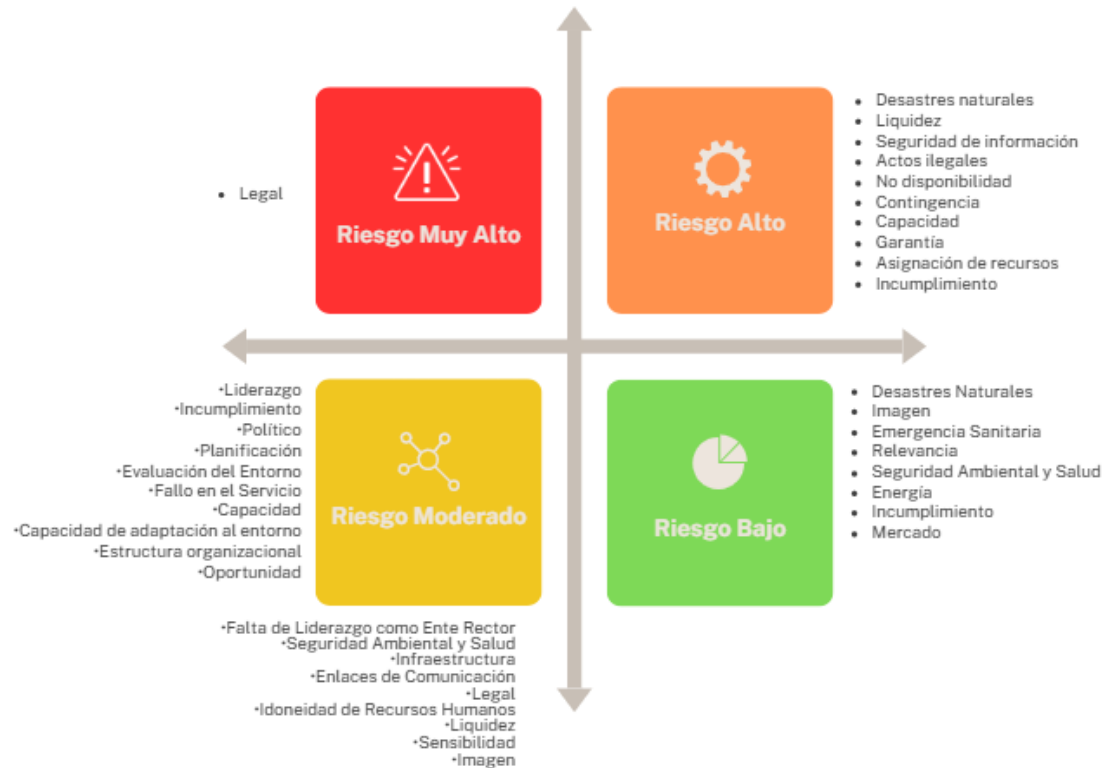 • Legal
Riesgo Muy Alto
Riesgo Alto
• Desastres naturales
• Liquidez
• Seguridad de información
• Actos ilegales
• No disponibilidad
• Contingencia
• Capacidad
• Garantía
• Asignación de recursos
• Incumplimiento
•Liderazgo
•Incumplimiento
•Político
•Planificación
•Evaluación del Entorno
•Fallo en el Servicio
•Capacidad
•Capacidad de adaptación al entorno
•Estructura organizacional
•Oportunidad
Riesgo Moderado
•Falta de Liderazgo como Ente Rector
•Seguridad Ambiental y Salud
•Infraestructura
•Enlaces de Comunicación
•Legal
•Idoneidad de Recursos Humanos
•Liquidez
•Sensibilidad
•Imagen
Riesgo Bajo
• Desastres Naturales
• Imagen
• Emergencia Sanitaria
• Relevancia
• Seguridad Ambiental y Salud
• Energía
• Incumplimiento
• Mercado